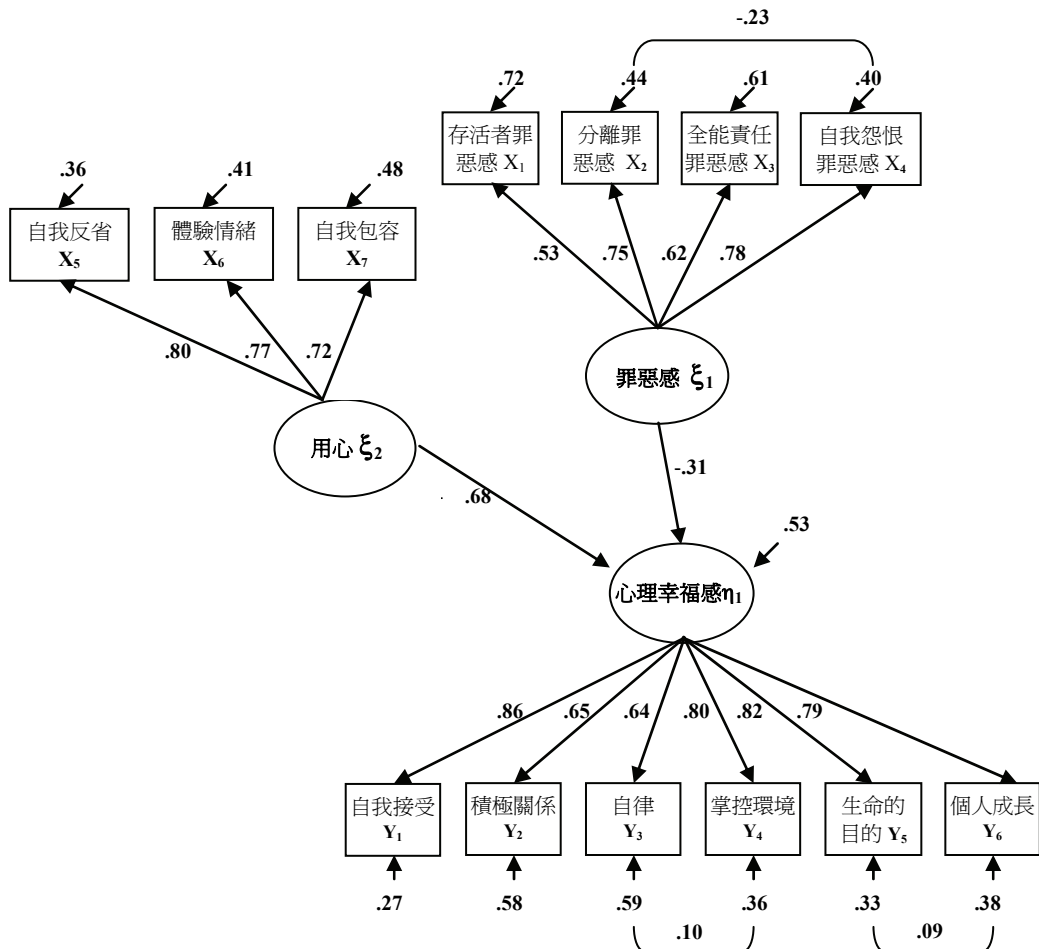 -.23
.72
.44
.61
.40
存活者罪
惡感 X₁
分離罪
惡感 X₂
全能責任
罪惡感 X₃
自我怨恨
罪惡感 X₄
.36
.41
.48
自我反省
X₅
體驗情緒
X₆
自我包容
X₇
.53
.75
.62
.78
.80
.77
.72
罪惡感 ξ₁
用心 ξ₂
-.31
.68
.53
心理幸福感η₁
.86
.65
.64
.80
.82
.79
自我接受
Y₁
積極關係
Y₂
自律
Y₃
掌控環境
Y₄
生命的
目的 Y₅
個人成長
Y₆
.27
.58
.59
.36
.33
.38
.10
.09